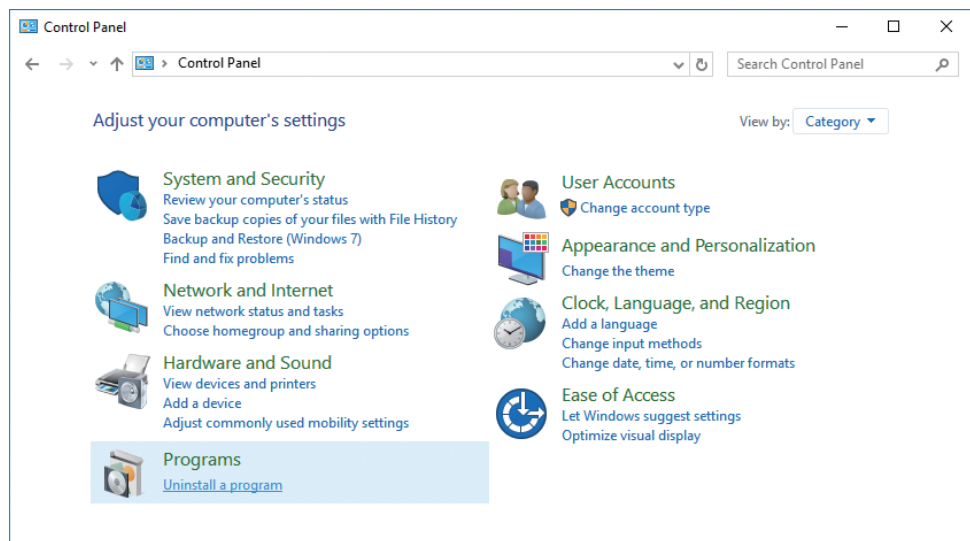 Control Panel
Control Panel
Search Control Panel
Adjust your computer's settings
View by: Category
System and Security
Review your computer's status
Save backup copies of your files with File History
Backup and Restore (Windows 7)
Find and fix problems
Network and Internet
View network status and tasks
Choose homegroup and sharing options
Hardware and Sound
View devices and printers
Add a device
Adjust commonly used mobility settings
Programs
Uninstall a program
User Accounts
Change account type
Appearance and Personalization
Change the theme
Clock, Language, and Region
Add a language
Change input methods
Change date, time, or number formats
Ease of Access
Let Windows suggest settings
Optimize visual display